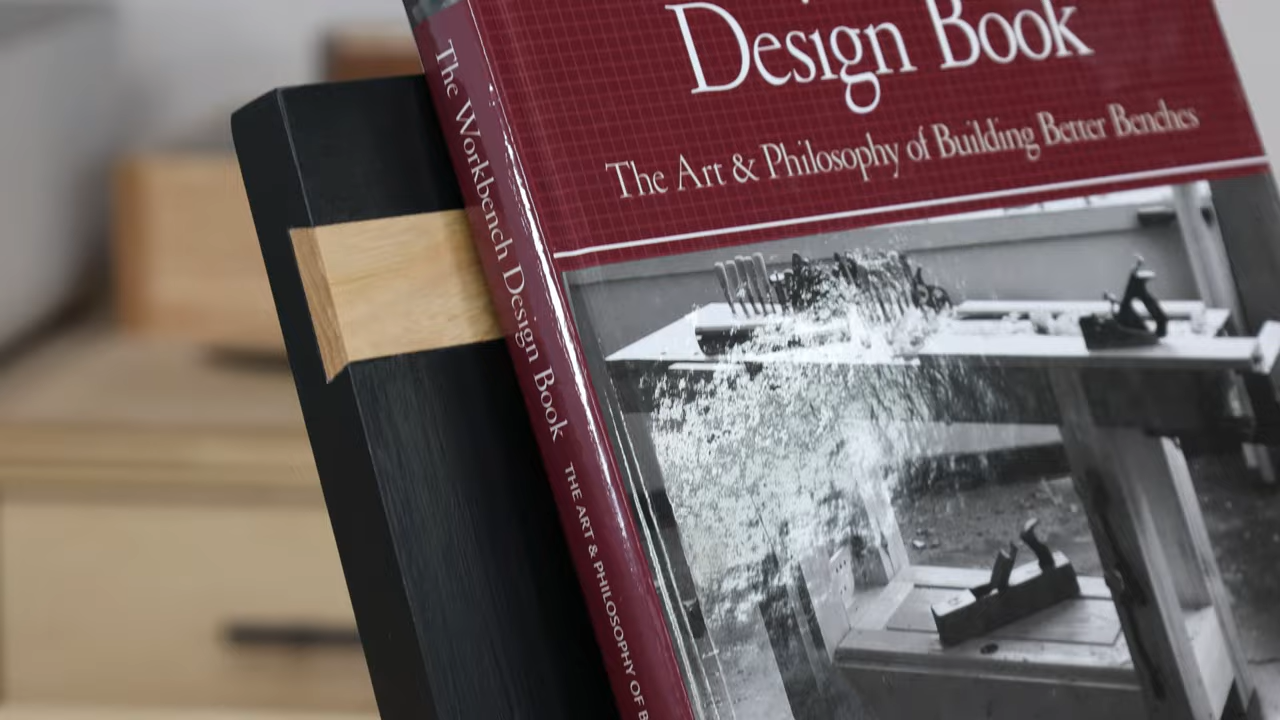 Design Book
The Art & Philosophy of Building Better Benches
The Workbench Design Book THE ART & PHILOSOPHY OF B